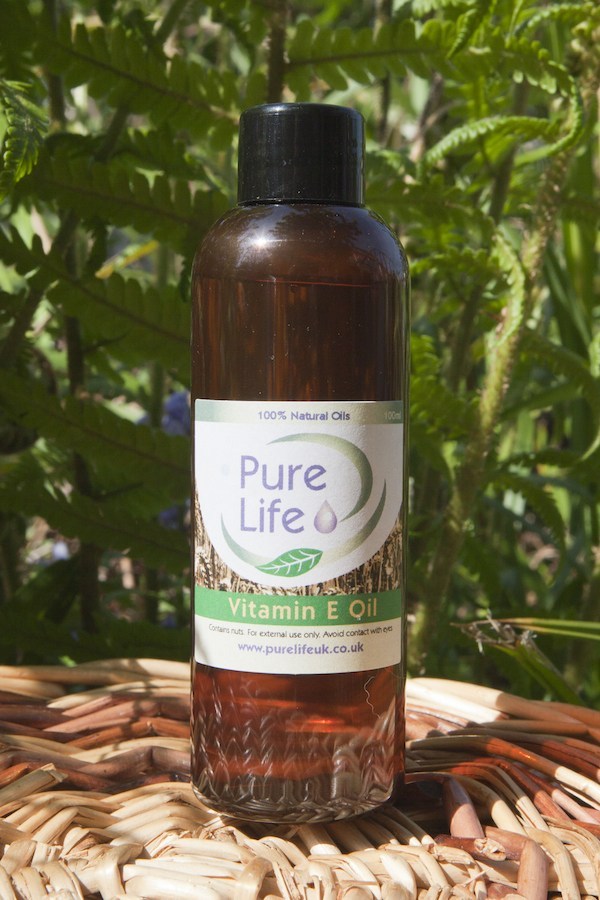 100% Natural Oils 100ml
Pure
Life
Vitamin E Oil
Contains nuts. For external use only. Avoid contact with eyes
www.purelifeuk.co.uk